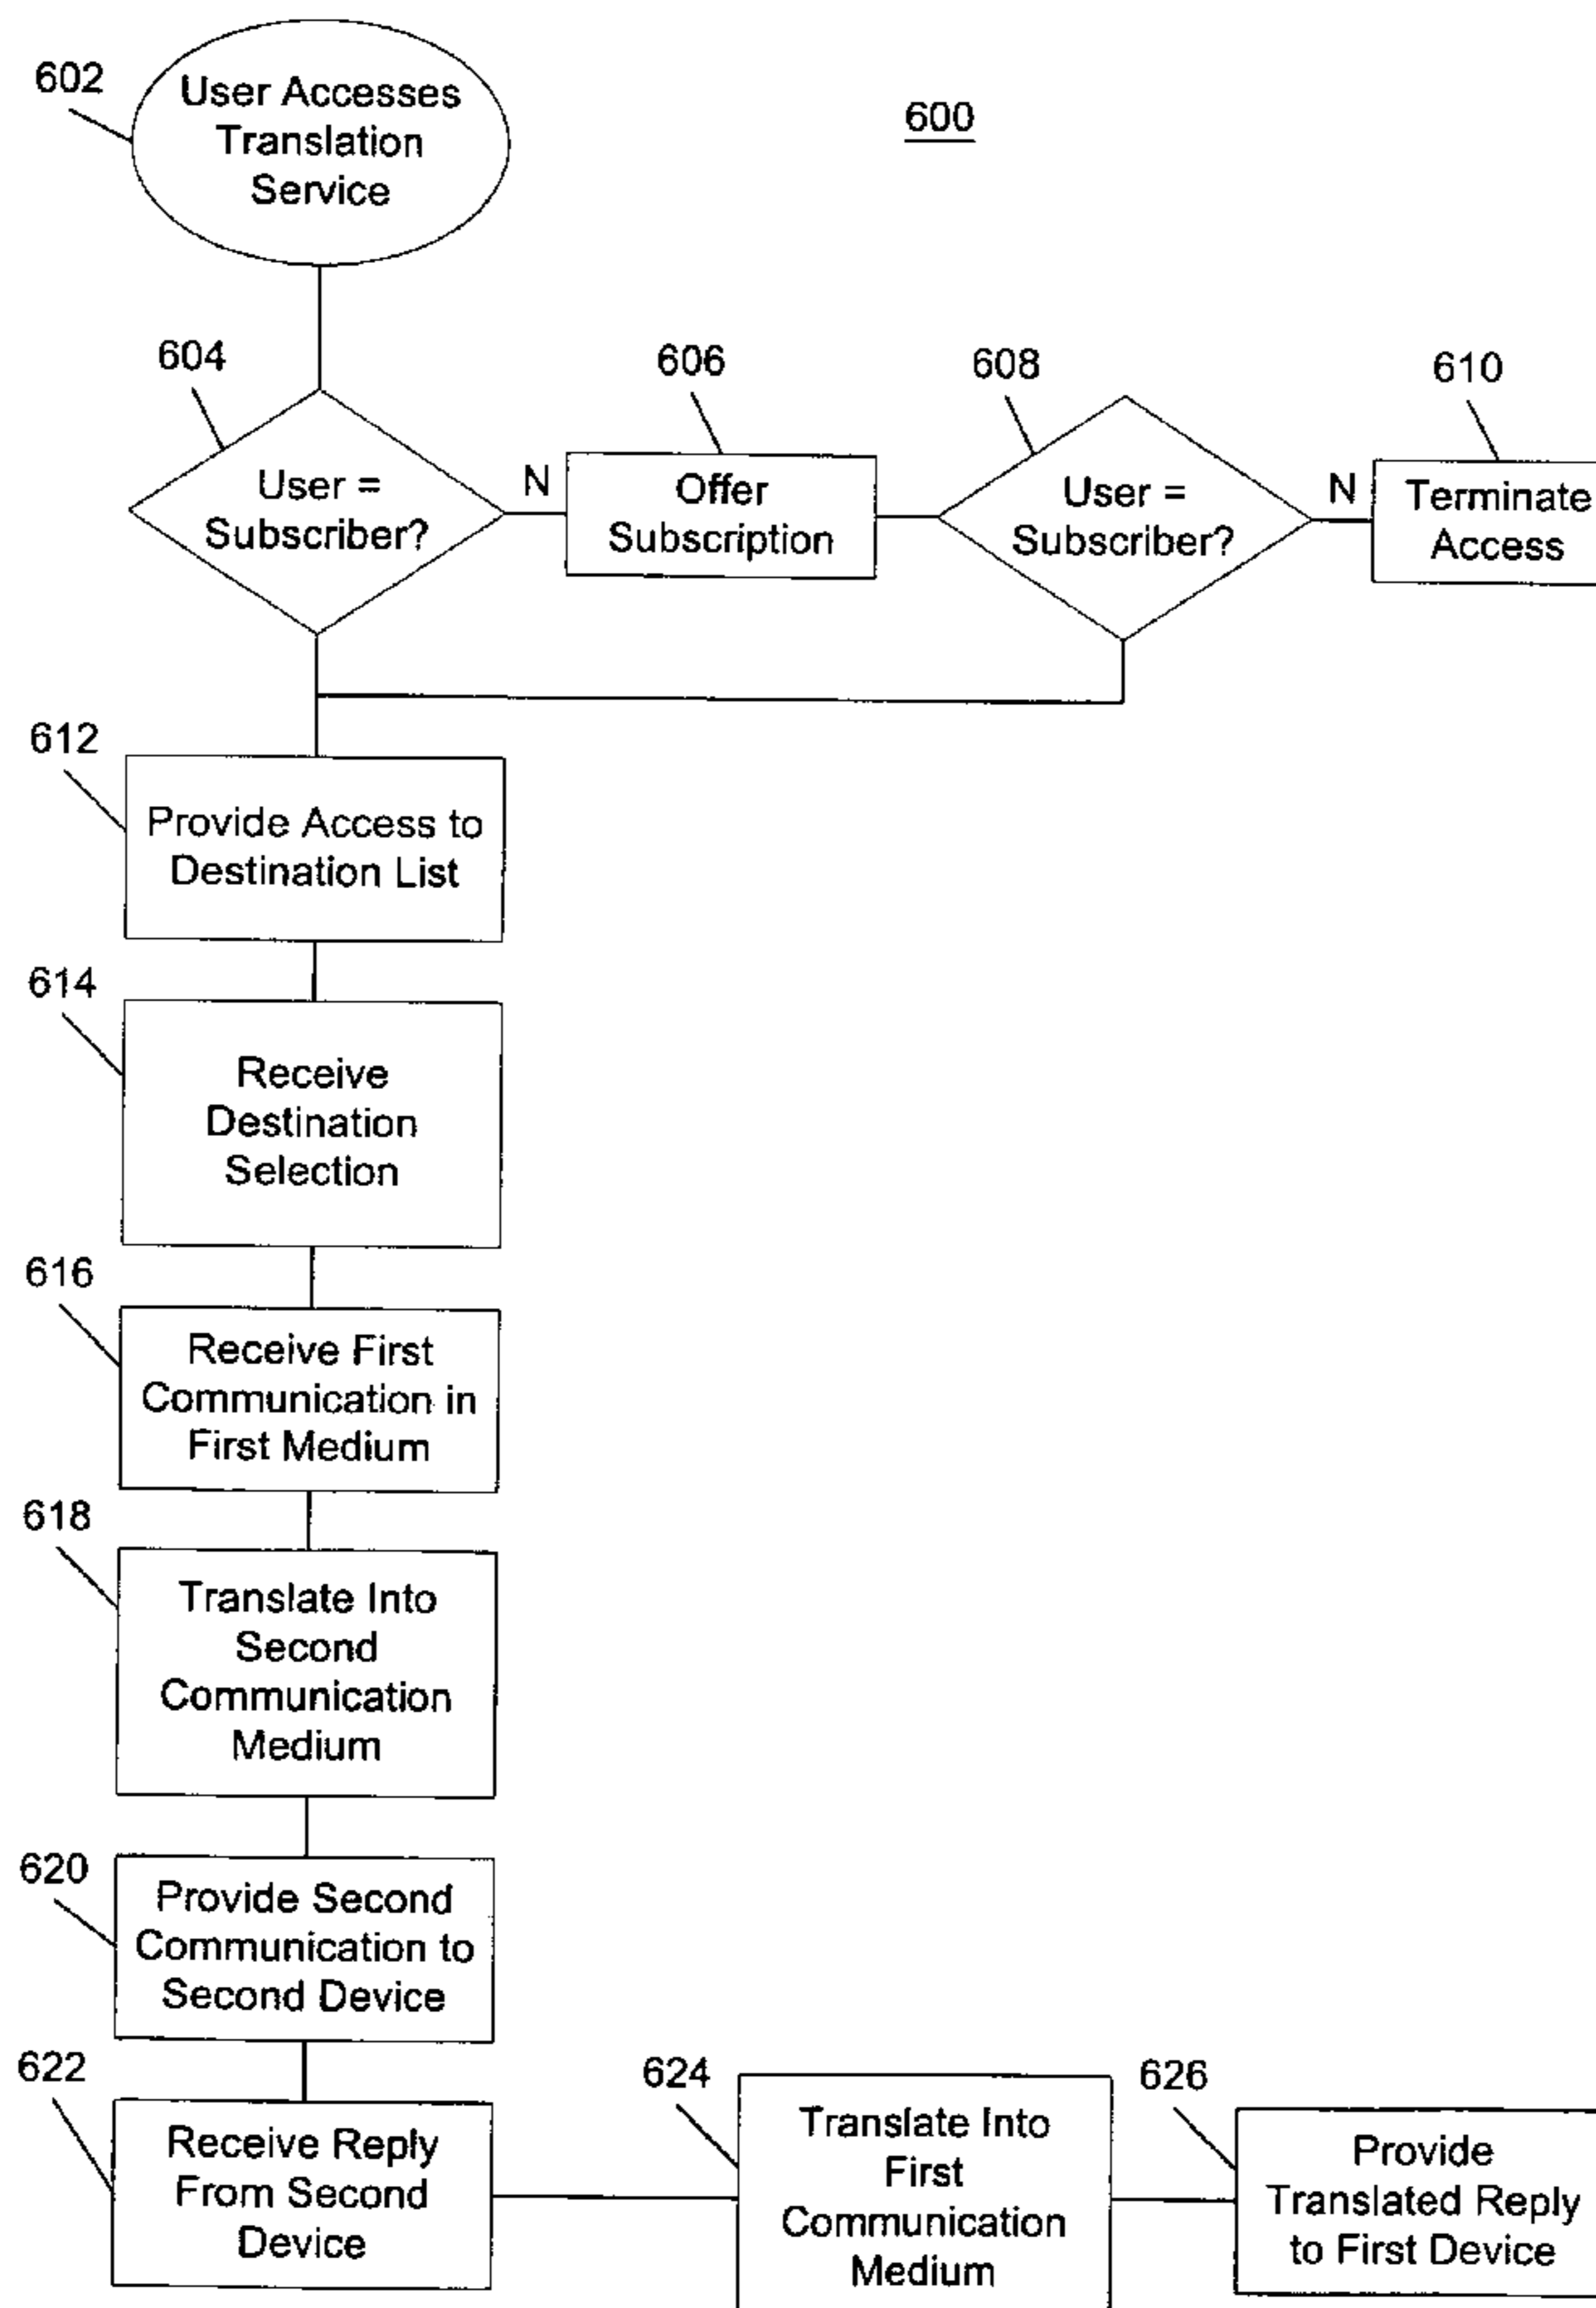 602
User Accesses
Translation
Service
600
604
User =
Subscriber?
N
606
Offer
Subscription
608
User =
Subscriber?
N
610
Terminate
Access
612
Provide Access to
Destination List
614
Receive
Destination
Selection
616
Receive First
Communication in
First Medium
618
Translate Into
Second
Communication
Medium
620
Provide Second
Communication to
Second Device
622
Receive Reply
From Second
Device
624
Translate Into
First
Communication
Medium
626
Provide
Translated Reply
to First Device